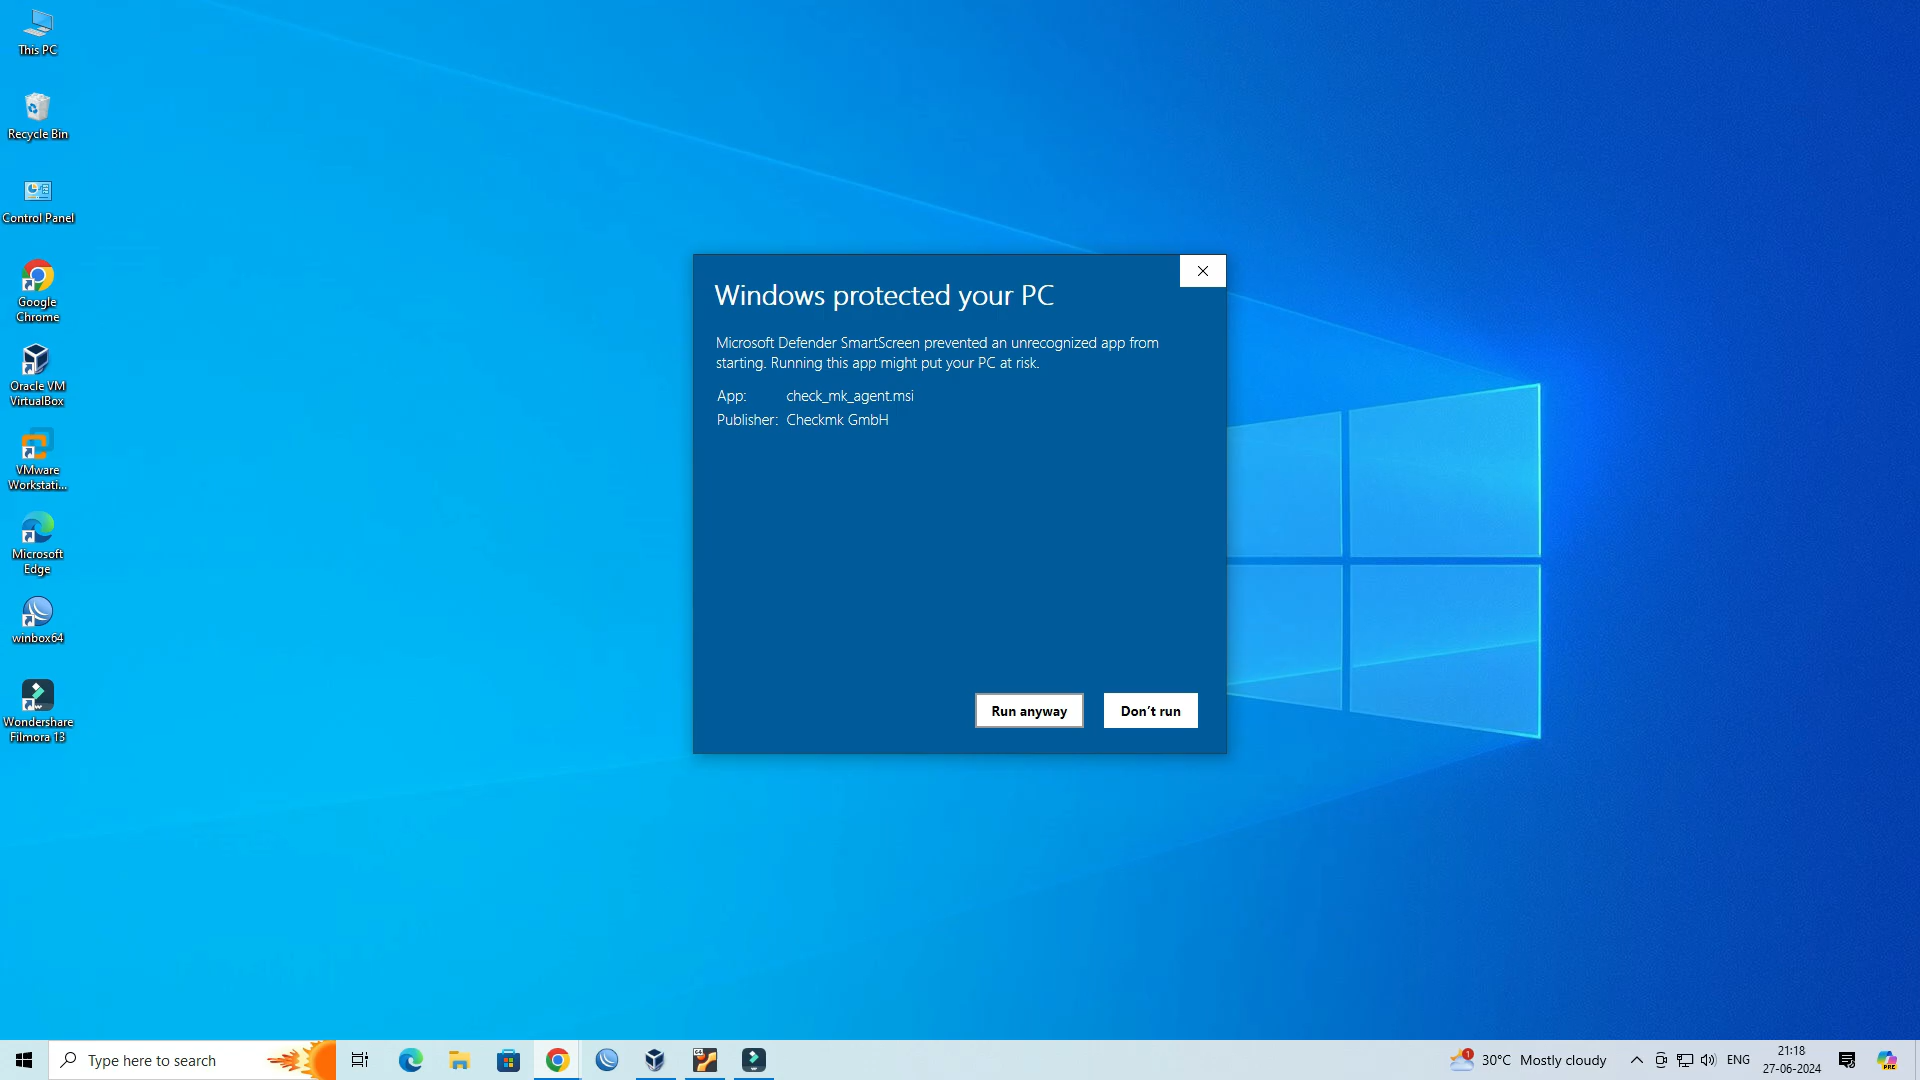 This PC
Recycle Bin
Control Panel
Google
Chrome
Oracle VM
VirtualBox
VMware
Workstati...
Microsoft
Edge
winbox64
Wondershare
Filmora 13
Windows protected your PC
Microsoft Defender SmartScreen prevented an unrecognized app from
starting. Running this app might put your PC at risk.
App: check_mk_agent.msi
Publisher: Checkmk GmbH
Run anyway
Don't run
Type here to search
1
30°C Mostly cloudy
ENG
21:18
27-06-2024
PRE